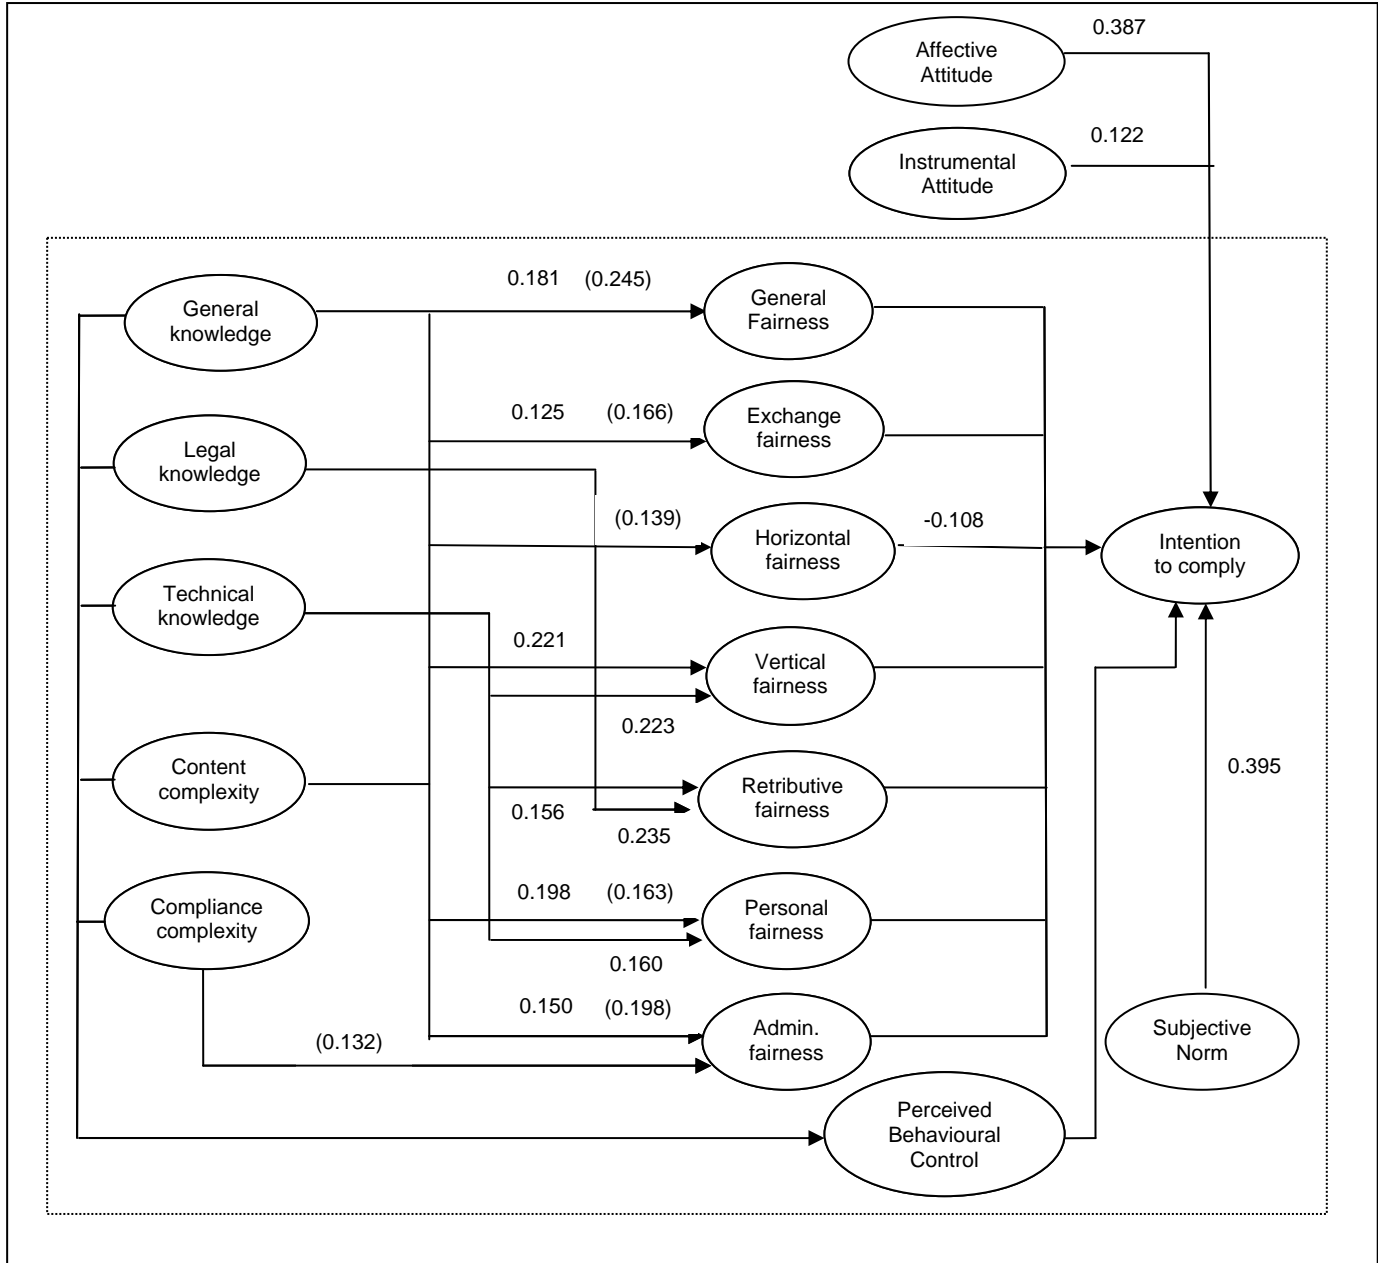 0.387
Affective
Attitude
0.122
Instrumental
Attitude
0.181 (0.245)
General
knowledge
General
Fairness
0.125 (0.166)
Exchange
fairness
Legal
knowledge
(0.139)
-0.108
Horizontal
fairness
Intention
to comply
Technical
knowledge
0.221
Vertical
fairness
0.223
0.395
Content
complexity
Retributive
fairness
0.156
0.235
0.198 (0.163)
Compliance
complexity
Personal
fairness
0.160
0.150 (0.198)
(0.132)
Admin.
fairness
Subjective
Norm
Perceived
Behavioural
Control